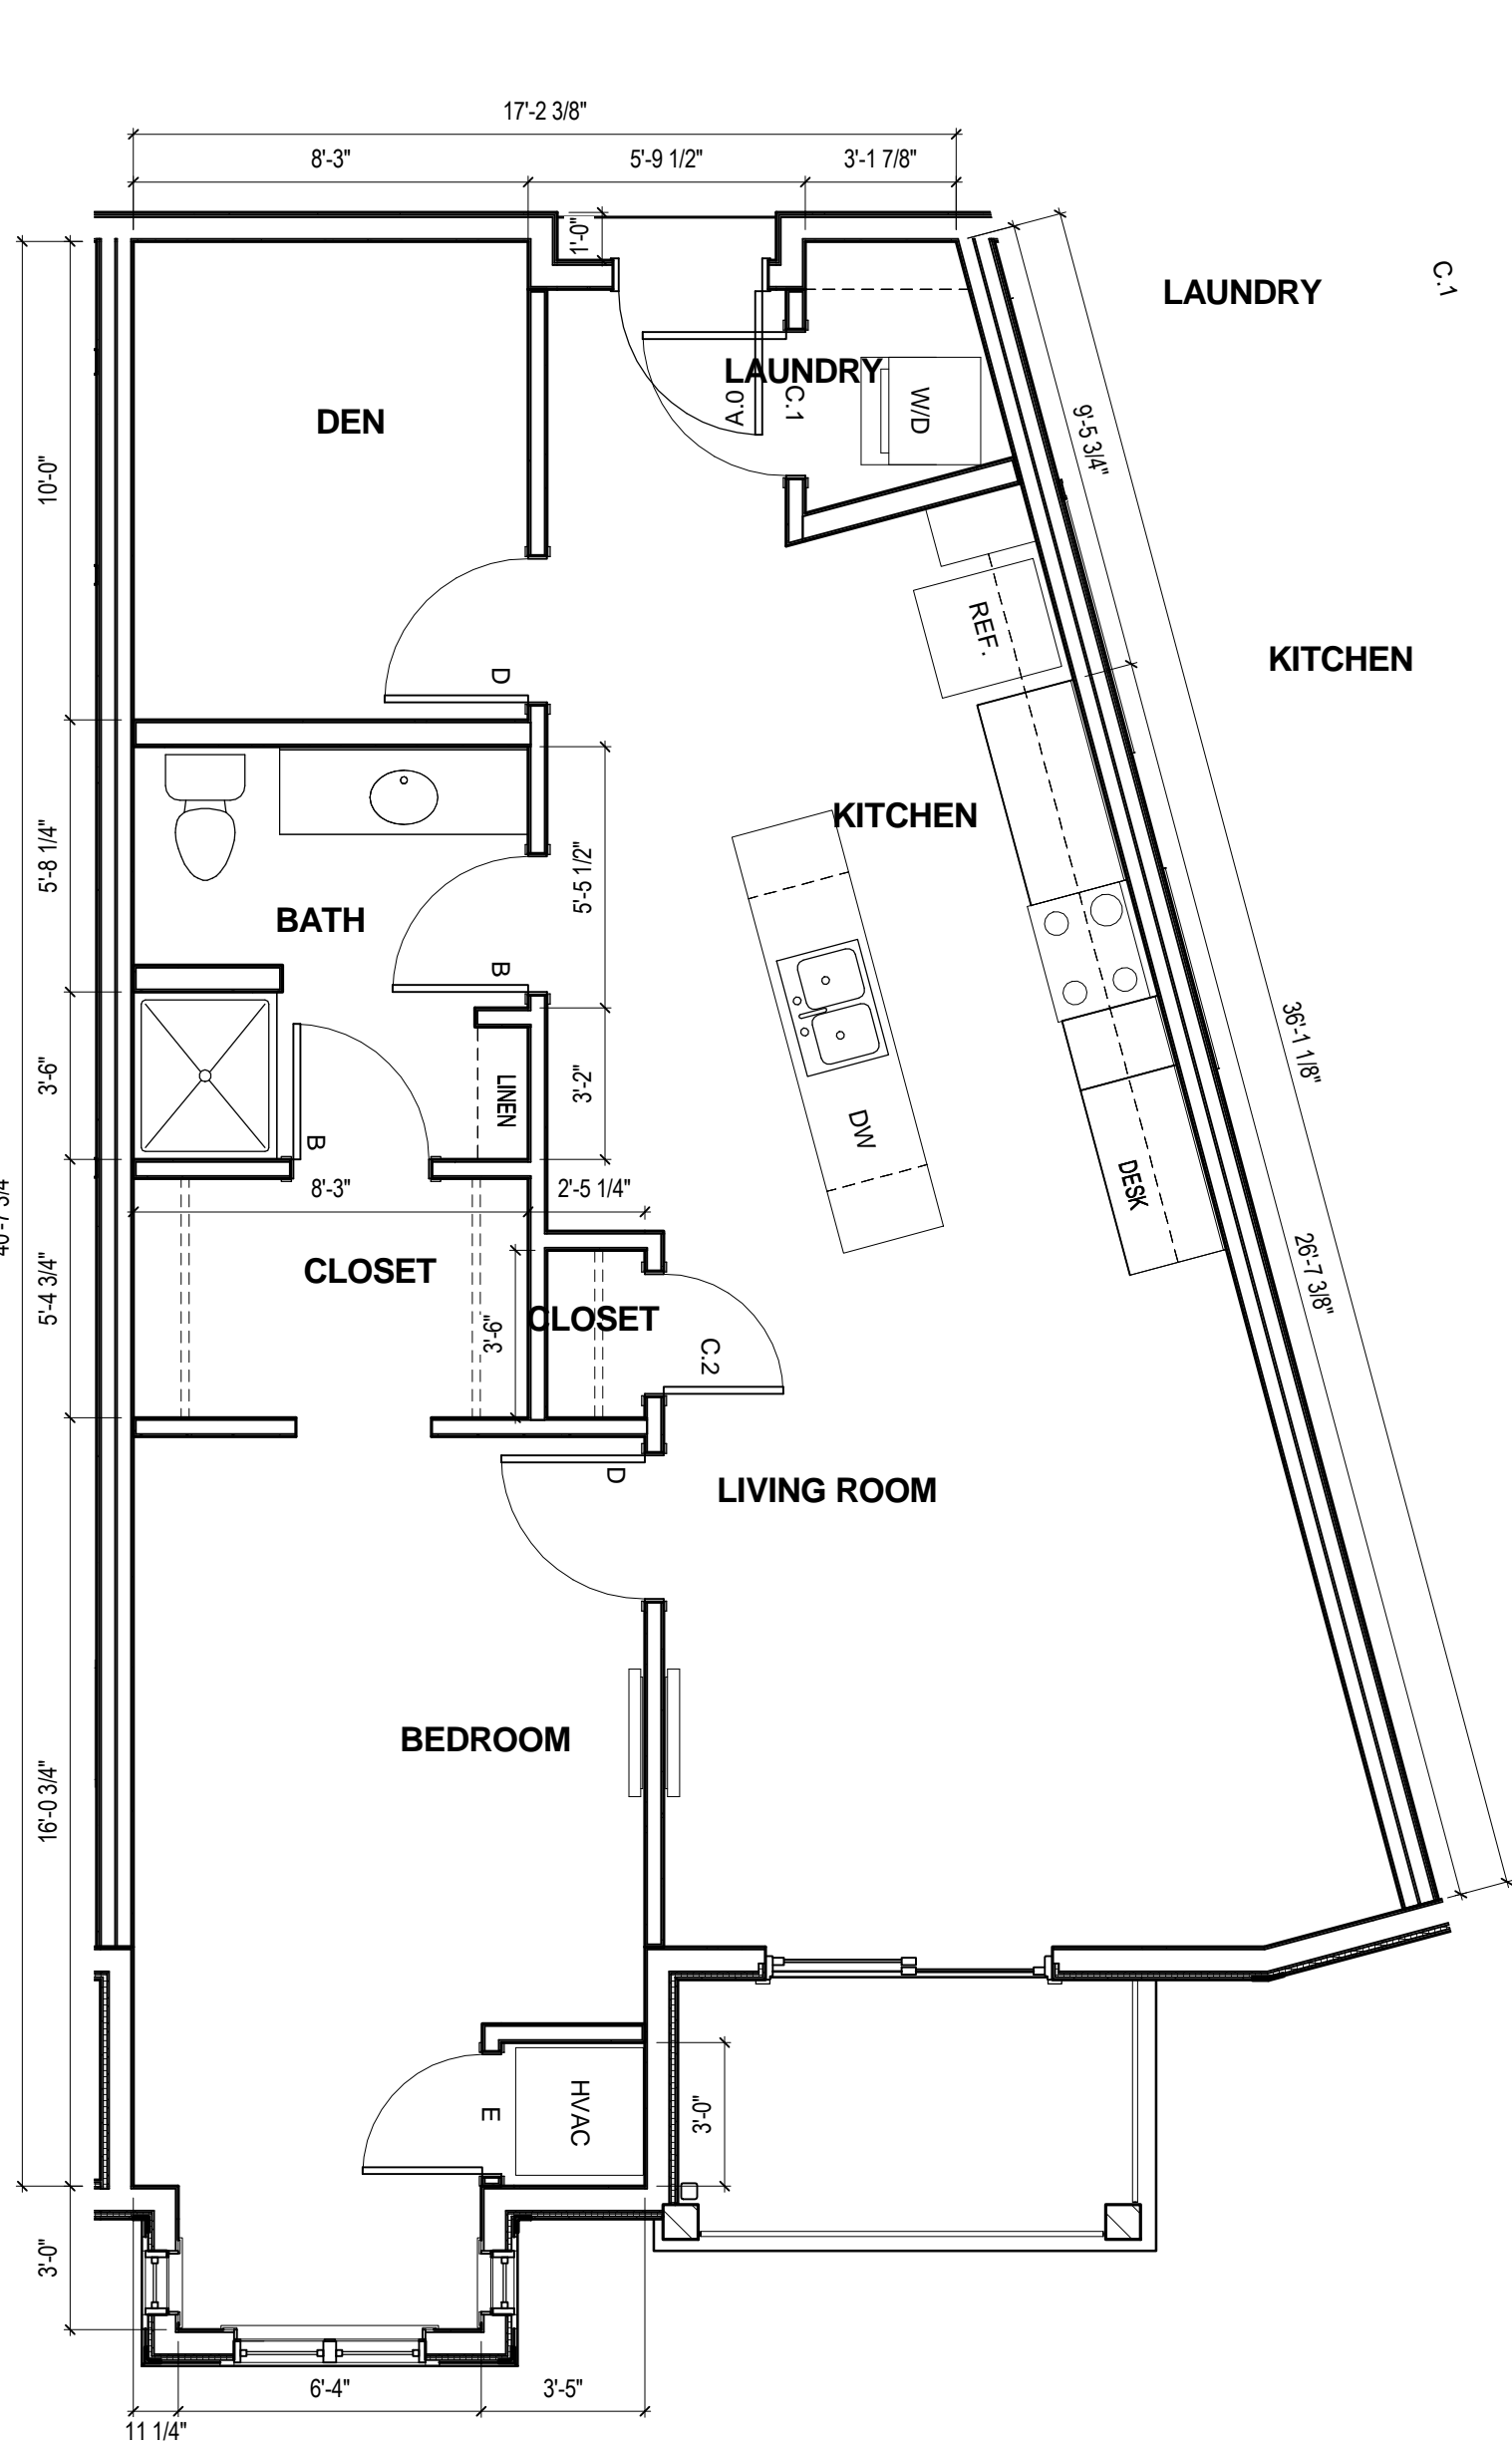 17'-2 3/8"
8'-3"
5'-9 1/2"
3'-1 7/8"
1'-0"
LAUNDRY
C.1
LAUNDRY
W/D
A.0
C.1
DEN
9'-5 3/4"
10'-0"
REF.
D
KITCHEN
KITCHEN
5'-8 1/4"
5'-5 1/2"
BATH
B
36'-1 1/8"
3'-6"
LINEN
3'-2"
DW
B
DESK
8'-3"
2'-5 1/4"
40'-7 3/4"
CLOSET
26'-7 3/8"
5'-4 3/4"
3'-6"
CLOSET
C.2
D
LIVING ROOM
BEDROOM
16'-0 3/4"
HVAC
E
3'-0"
3'-0"
6'-4"
3'-5"
11 1/4"